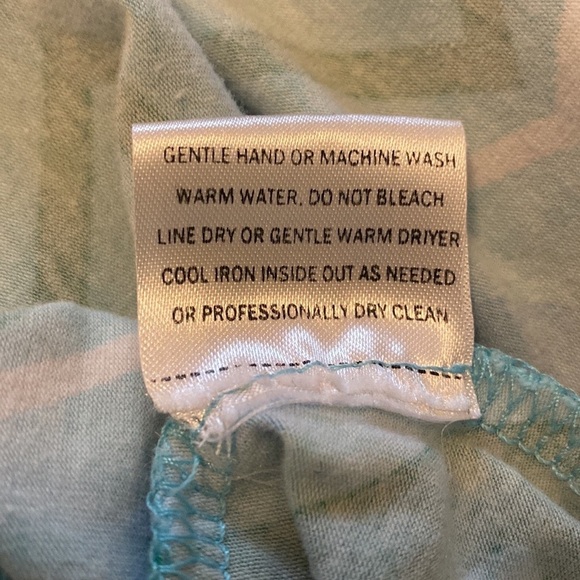 GENTLE HAND OR MACHINE WASH
WARM WATER. DO NOT BLEACH
LINE DRY OR GENTLE WARM DRIYER
COOL IRON INSIDE OUT AS NEEDED
OR PROFESSIONALLY DRY CLEAN